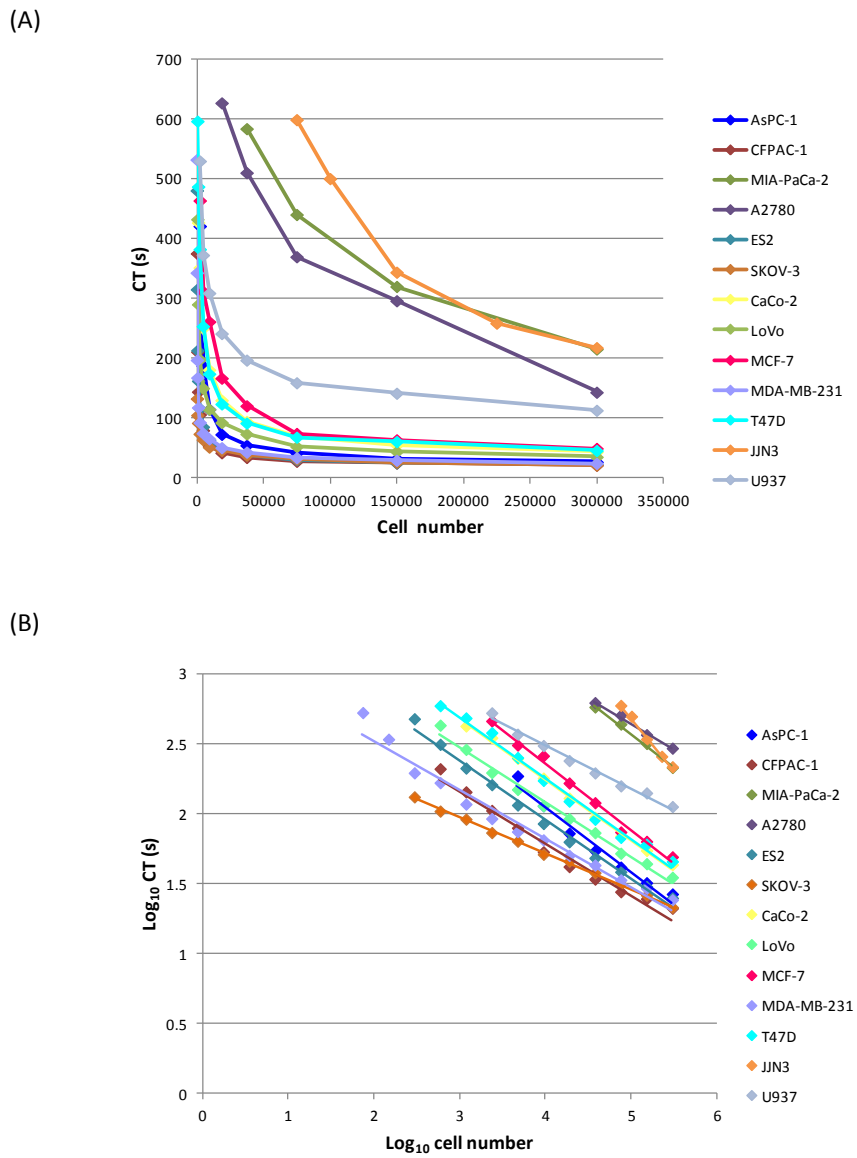 (A)
700
600
500
400
300
200
100
0
CT (s)
0 50000 100000 150000 200000 250000 300000 350000
Cell number
AsPC-1
CFPAC-1
MIA-PaCa-2
A2780
ES2
SKOV-3
CaCo-2
LoVo
MCF-7
MDA-MB-231
T47D
JJN3
U937
(B)
3
2.5
2
1.5
1
0.5
0
Log₁₀ CT (s)
0 1 2 3 4 5 6
Log₁₀ cell number
AsPC-1
CFPAC-1
MIA-PaCa-2
A2780
ES2
SKOV-3
CaCo-2
LoVo
MCF-7
MDA-MB-231
T47D
JJN3
U937